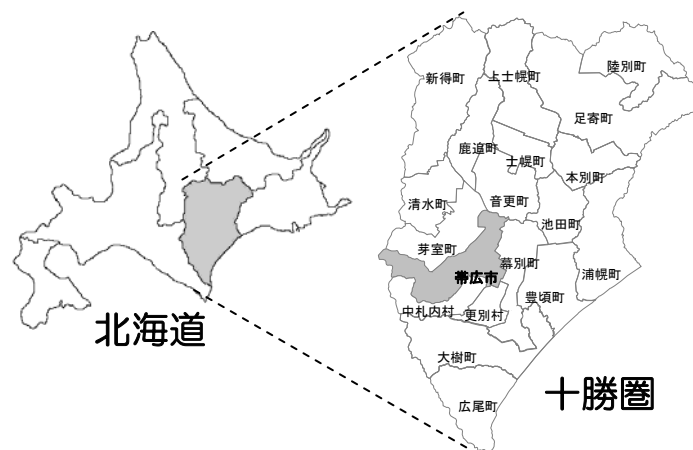 陸別町
新得町
上士幌町
足寄町
鹿追町
士幌町
本別町
清水町
音更町
池田町
芽室町
幕別町
帯広市
浦幌町
豊頃町
中札内村
更別村
大樹町
広尾町
北海道
十勝圏